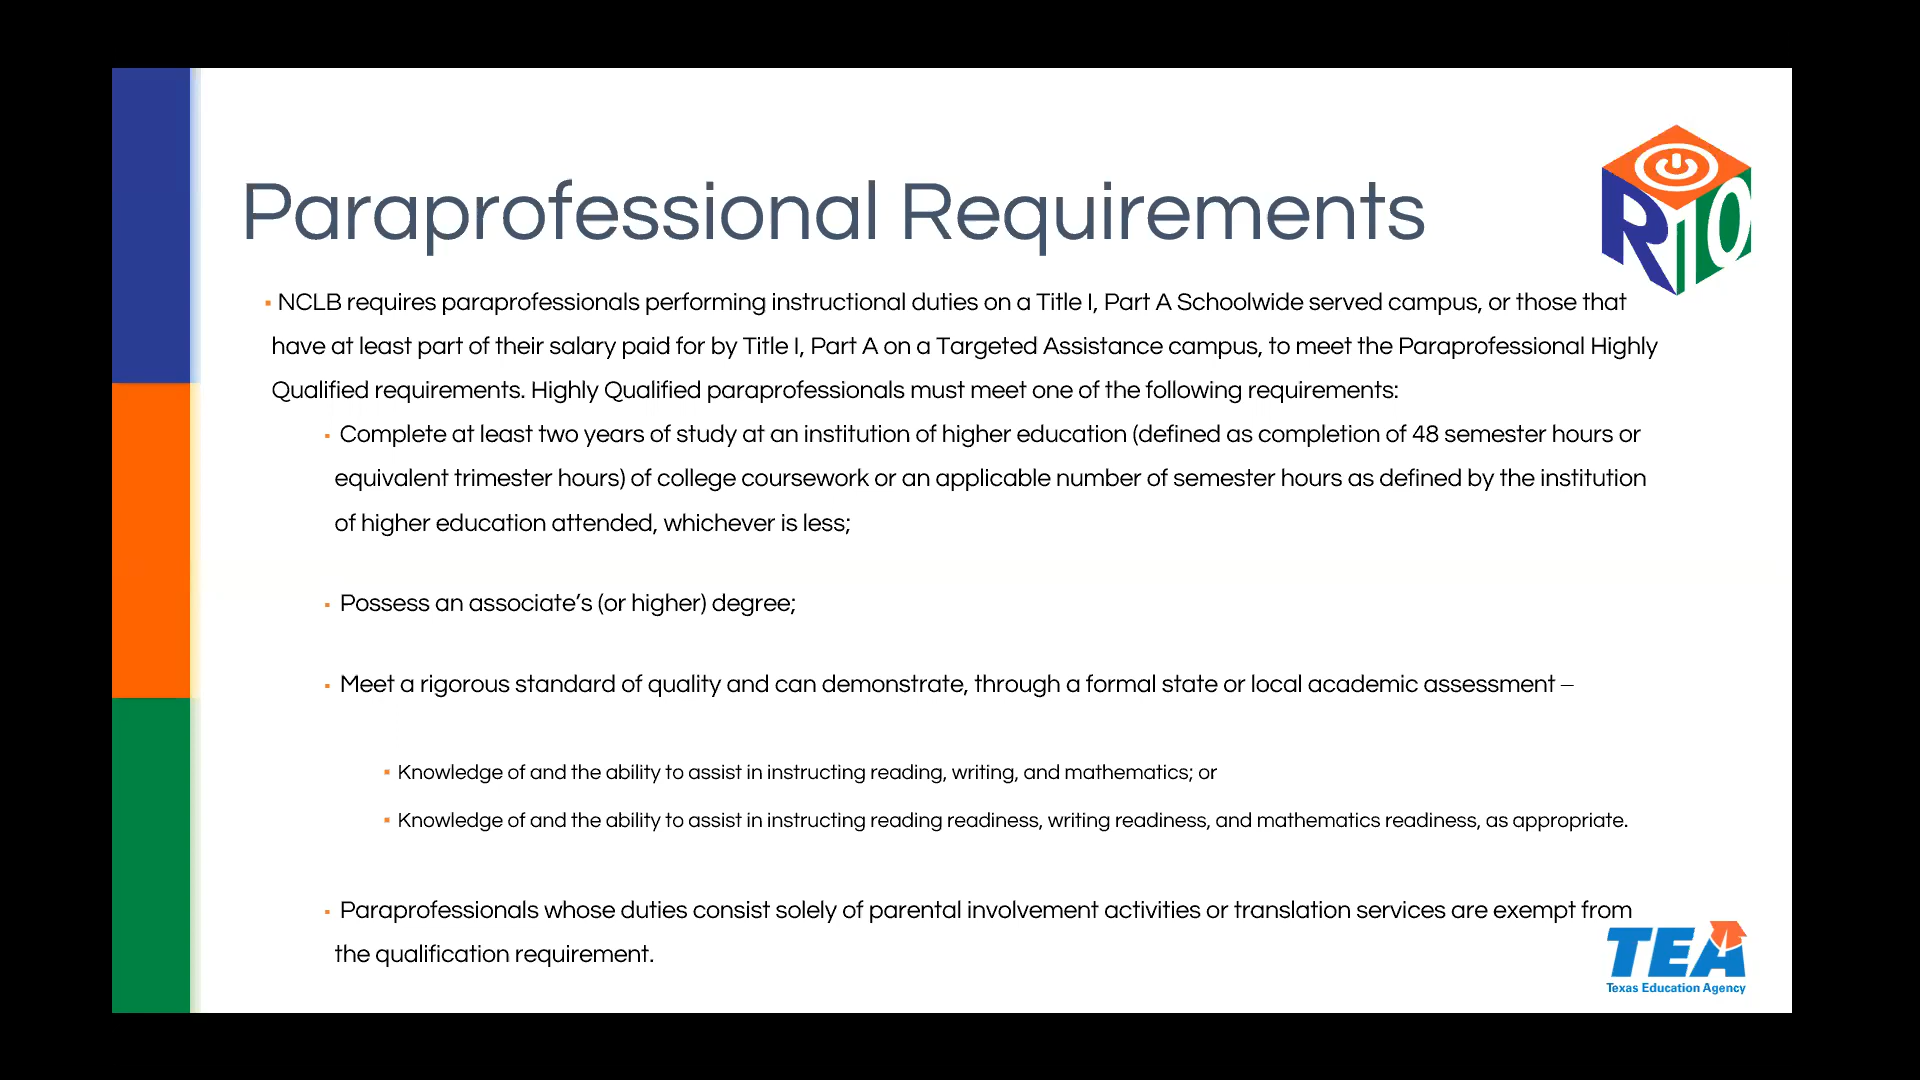 Paraprofessional Requirements
R10
▪ NCLB requires paraprofessionals performing instructional duties on a Title I, Part A Schoolwide served campus, or those that
have at least part of their salary paid for by Title I, Part A on a Targeted Assistance campus, to meet the Paraprofessional Highly
Qualified requirements. Highly Qualified paraprofessionals must meet one of the following requirements:
▪ Complete at least two years of study at an institution of higher education (defined as completion of 48 semester hours or
equivalent trimester hours) of college coursework or an applicable number of semester hours as defined by the institution
of higher education attended, whichever is less;
▪ Possess an associate’s (or higher) degree;
▪ Meet a rigorous standard of quality and can demonstrate, through a formal state or local academic assessment –
▪ Knowledge of and the ability to assist in instructing reading, writing, and mathematics; or
▪ Knowledge of and the ability to assist in instructing reading readiness, writing readiness, and mathematics readiness, as appropriate.
▪ Paraprofessionals whose duties consist solely of parental involvement activities or translation services are exempt from
the qualification requirement.
TEA
Texas Education Agency